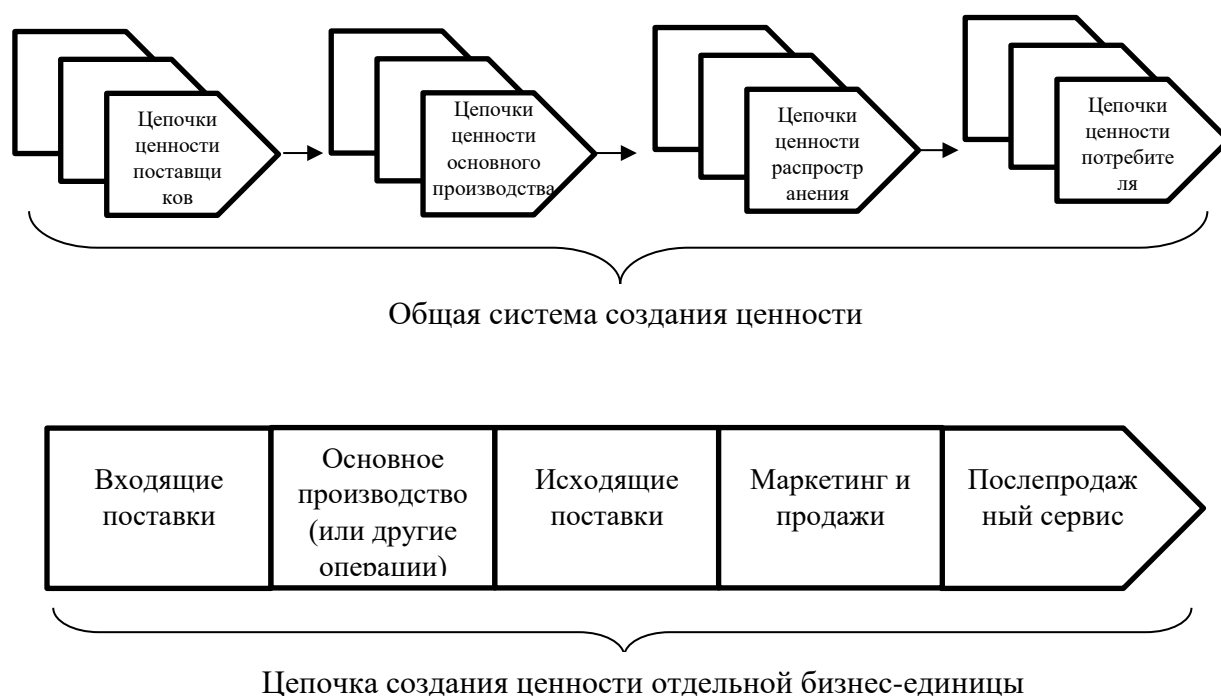 Цепочки
ценности
поставщи
ков
Цепочки
ценности
основного
производства
Цепочки
ценности
распростр
анения
Цепочки
ценности
потребите
ля
Общая система создания ценности
Входящие
поставки
Основное
производство
(или другие
операции)
Исходящие
поставки
Маркетинг и
продажи
Послепродаж
ный сервис
Цепочка создания ценности отдельной бизнес-единицы